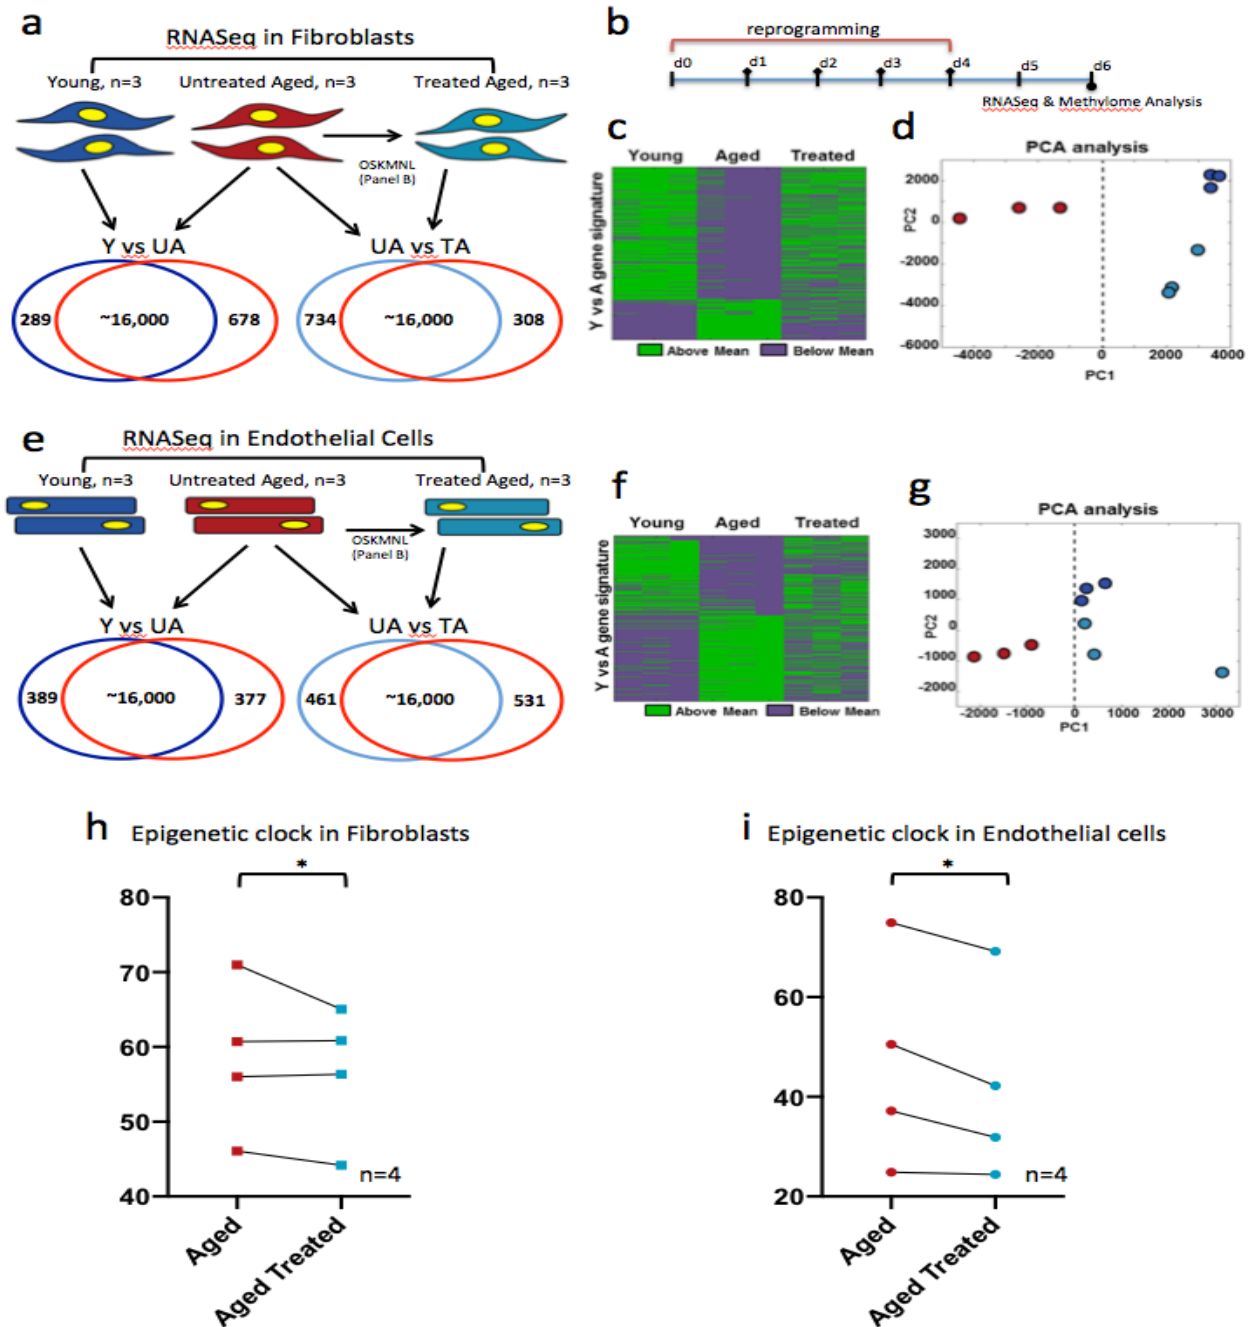 a
RNASeq in Fibroblasts
Young, n=3
Untreated Aged, n=3
Treated Aged, n=3
OSKMNL
(Panel B)
Y vs UA
UA vs TA
289
~16,000
678
734
~16,000
308
b
reprogramming
d0
d1
d2
d3
d4
d5
d6
RNASeq & Methylome Analysis
c
Young
Aged
Treated
Y vs A gene signature
Above Mean
Below Mean
d
PCA analysis
PC2
2000
0
-2000
-4000
-6000
-4000
-2000
0
2000
4000
PC1
e
RNASeq in Endothelial Cells
Young, n=3
Untreated Aged, n=3
Treated Aged, n=3
OSKMNL
(Panel B)
Y vs UA
UA vs TA
389
~16,000
377
461
~16,000
531
f
Young
Aged
Treated
Y vs A gene signature
Above Mean
Below Mean
g
PCA analysis
PC2
3000
2000
1000
0
-1000
-2000
-2000
-1000
0
1000
2000
3000
PC1
h
Epigenetic clock in Fibroblasts
*
80
70
60
50
40
n=4
Aged
Aged Treated
i
Epigenetic clock in Endothelial cells
*
80
60
40
20
n=4
Aged
Aged Treated